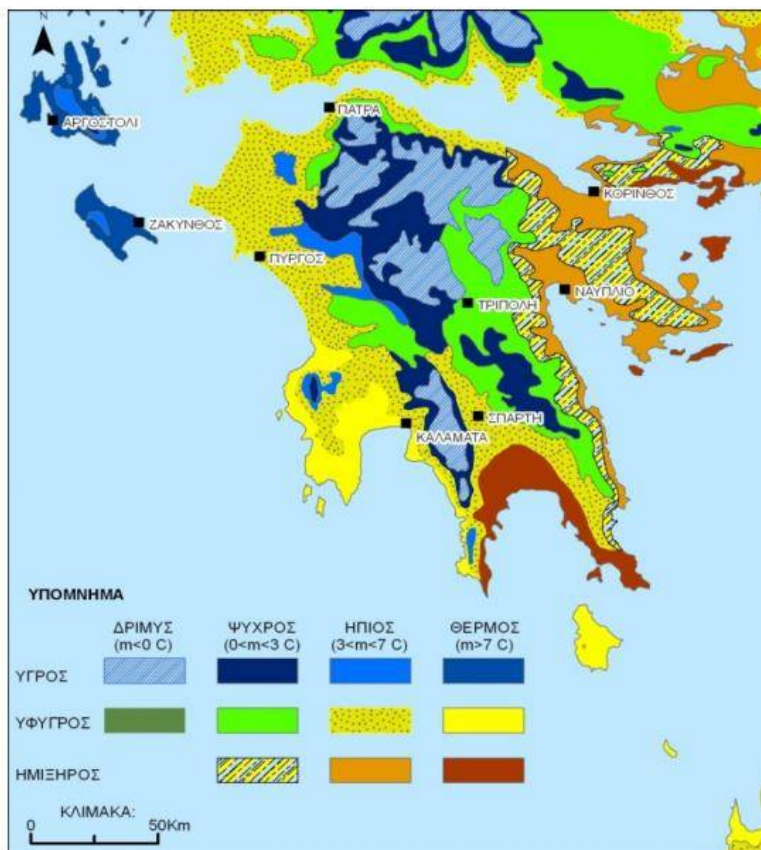 N
ΠΑΤΡΑ
ΑΡΓΟΣΤΟΛΙ
ΚΟΡΙΝΘΟΣ
ΖΑΚΥΝΘΟΣ
ΠΥΡΓΟΣ
ΝΑΥΠΛΙΟ
ΤΡΙΠΟΛΗ
ΣΠΑΡΤΗ
ΚΑΛΑΜΑΤΑ
ΥΠΟΜΝΗΜΑ
ΔΡΙΜΥΣ ΨΥΧΡΟΣ ΗΠΙΟΣ ΘΕΡΜΟΣ
(m<0 C) (0<m<3 C) (3<m<7 C) (m>7 C)
ΥΓΡΟΣ
ΥΦΥΓΡΟΣ
ΗΜΙΞΗΡΟΣ
ΚΛΙΜΑΚΑ:
0 50Km